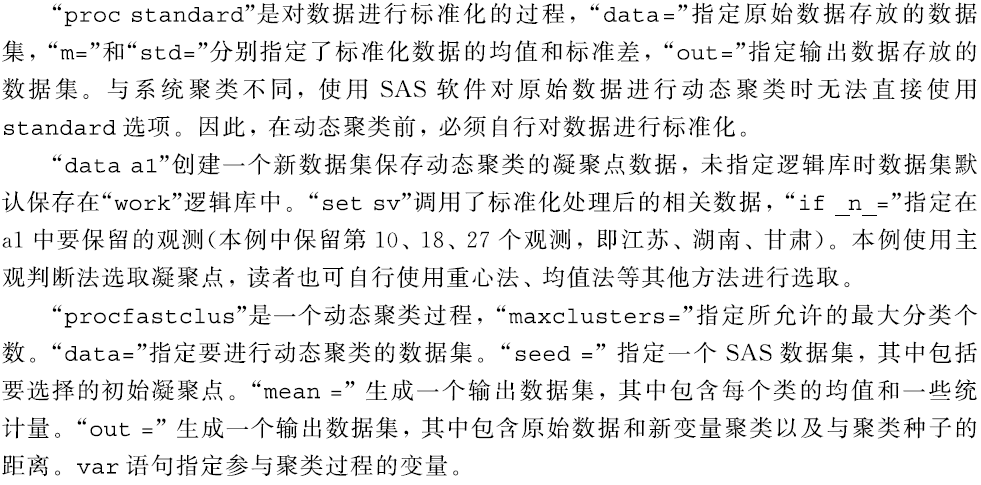 “proc standard”是对数据进行标准化的过程，“data=”指定原始数据存放的数据
集，“m=”和“std=”分别指定了标准化数据的均值和标准差，“out=”指定输出数据存放的
数据集。与系统聚类不同，使用 SAS 软件对原始数据进行动态聚类时无法直接使用
standard 选项。因此，在动态聚类前，必须自行对数据进行标准化。
“data a1”创建一个新数据集保存动态聚类的凝聚点数据，未指定逻辑库时数据集默
认保存在“work”逻辑库中。“set sv”调用了标准化处理后的相关数据，“if _n_=”指定在
a1 中要保留的观测(本例中保留第 10、18、27 个观测，即江苏、湖南、甘肃)。本例使用主
观判断法选取凝聚点，读者也可自行使用重心法、均值法等其他方法进行选取。
“procfastclus”是一个动态聚类过程，“maxclusters=”指定所允许的最大分类个
数。“data=”指定要进行动态聚类的数据集。“seed =” 指定一个 SAS 数据集，其中包括
要选择的初始凝聚点。“mean =” 生成一个输出数据集，其中包含每个类的均值和一些统
计量。“out =” 生成一个输出数据集，其中包含原始数据和新变量聚类以及与聚类种子的
距离。var 语句指定参与聚类过程的变量。